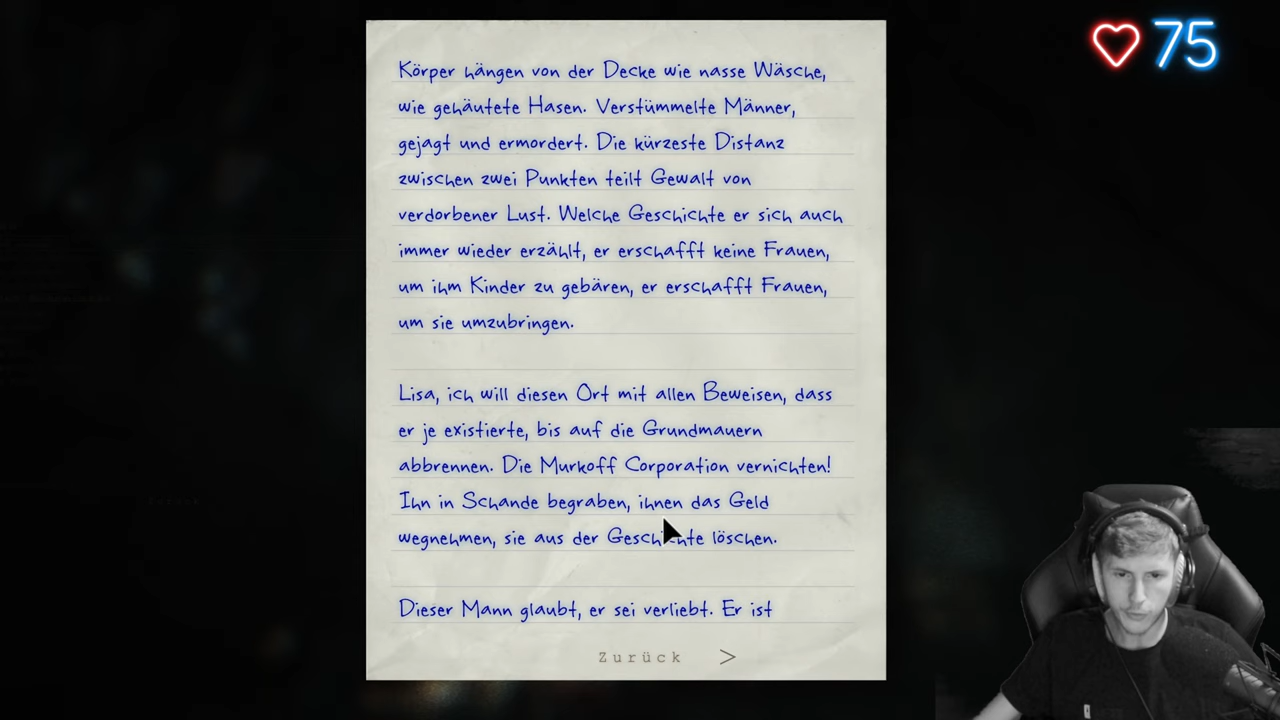 75
Körper hängen von der Decke wie nasse Wäsche,
wie gehäutete Hasen. Verstümmelte Männer,
gejagt und ermordert. Die kürzeste Distanz
zwischen zwei Punkten teilt Gewalt von
verdorbener Lust. Welche Geschichte er sich auch
immer wieder erzählt, er erschafft keine Frauen,
um ihm Kinder zu gebären, er erschafft Frauen,
um sie umzubringen.
Lisa, ich will diesen Ort mit allen Beweisen, dass
er je existierte, bis auf die Grundmauern
abbrennen. Die Murkoff Corporation vernichten!
Ihn in Schande begraben, ihnen das Geld
wegnehmen, sie aus der Geschichte löschen.
Dieser Mann glaubt, er sei verliebt. Er ist
Zurück >